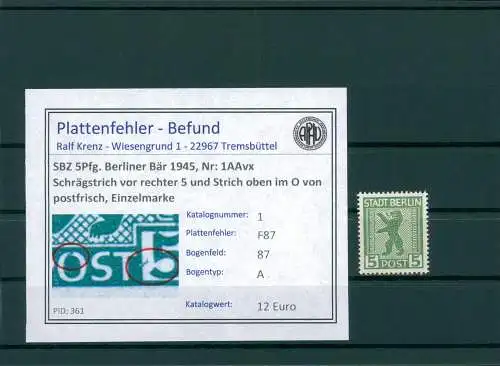 Plattenfehler - Befund
Ralf Krenz - Wiesengrund 1 - 22967 Tremsbüttel
SBZ 5Pfg. Berliner Bär 1945, Nr: 1AAvx
Schrägstrich vor rechter 5 und Strich oben im O von
postfrisch, Einzelmarke
OST 5
Katalognummer: 1
Plattenfehler: F87
Bogenfeld: 87
Bogentyp: A
Katalogwert: 12 Euro
PID: 361
STADT BERLIN
5 POST 5